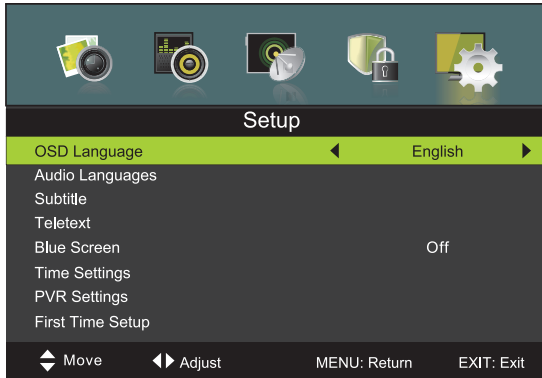 Setup
OSD Language English
Audio Languages
Subtitle
Teletext
Blue Screen Off
Time Settings
PVR Settings
First Time Setup
Move Adjust MENU: Return EXIT: Exit